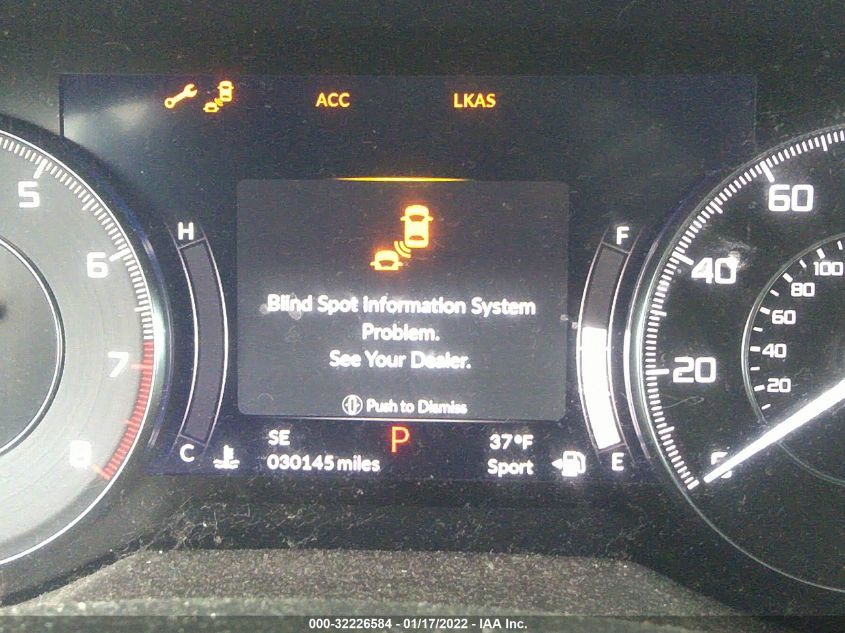 ACC LKAS
5
6
7
8
H
C
Blind Spot Information System
Problem.
See Your Dealer.
Push to Dismiss
SE
030145 miles
P
37°F
Sport
F
E
60
40
20
100
80
60
40
20
000-32226584 - 01/17/2022 - IAA Inc.